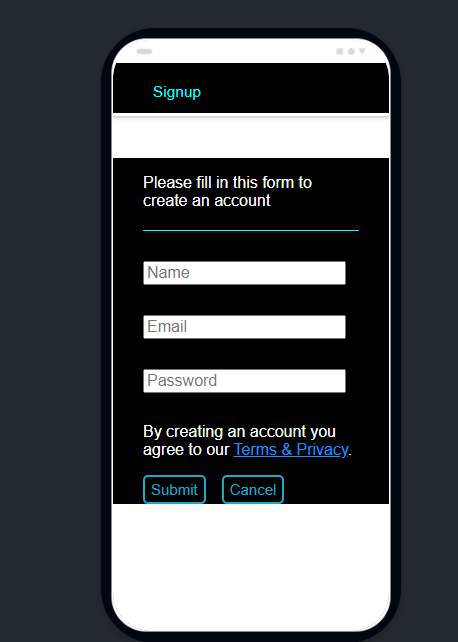 Signup
Please fill in this form to
create an account
Name
Email
Password
By creating an account you
agree to our Terms & Privacy.
Submit Cancel